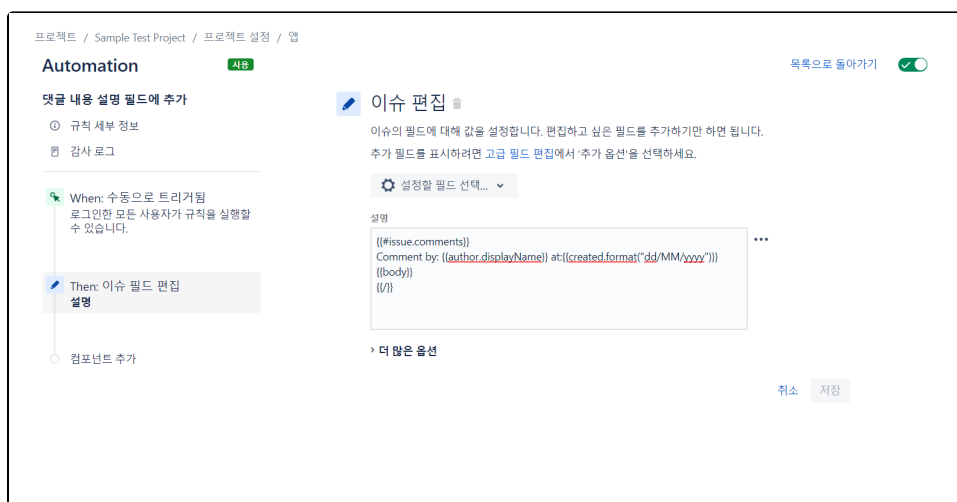 프로젝트 / Sample Test Project / 프로젝트 설정 / 앱
Automation
사용
목록으로 돌아가기
댓글 내용 설명 필드에 추가
규칙 세부 정보
감사 로그
When: 수동으로 트리거됨
로그인한 모든 사용자가 규칙을 실행할
수 있습니다.
Then: 이슈 필드 편집
설명
컴포넌트 추가
이슈 편집
이슈의 필드에 대해 값을 설정합니다. 편집하고 싶은 필드를 추가하기만 하면 됩니다.
추가 필드를 표시하려면 고급 필드 편집에서 '추가 옵션'을 선택하세요.
설정할 필드 선택...
설명
{{#issue.comments}}
Comment by: {{author.displayName}} at:{{created.format("dd/MM/yyyy")}}
{{body}}
{{/}}
더 많은 옵션
취소
저장